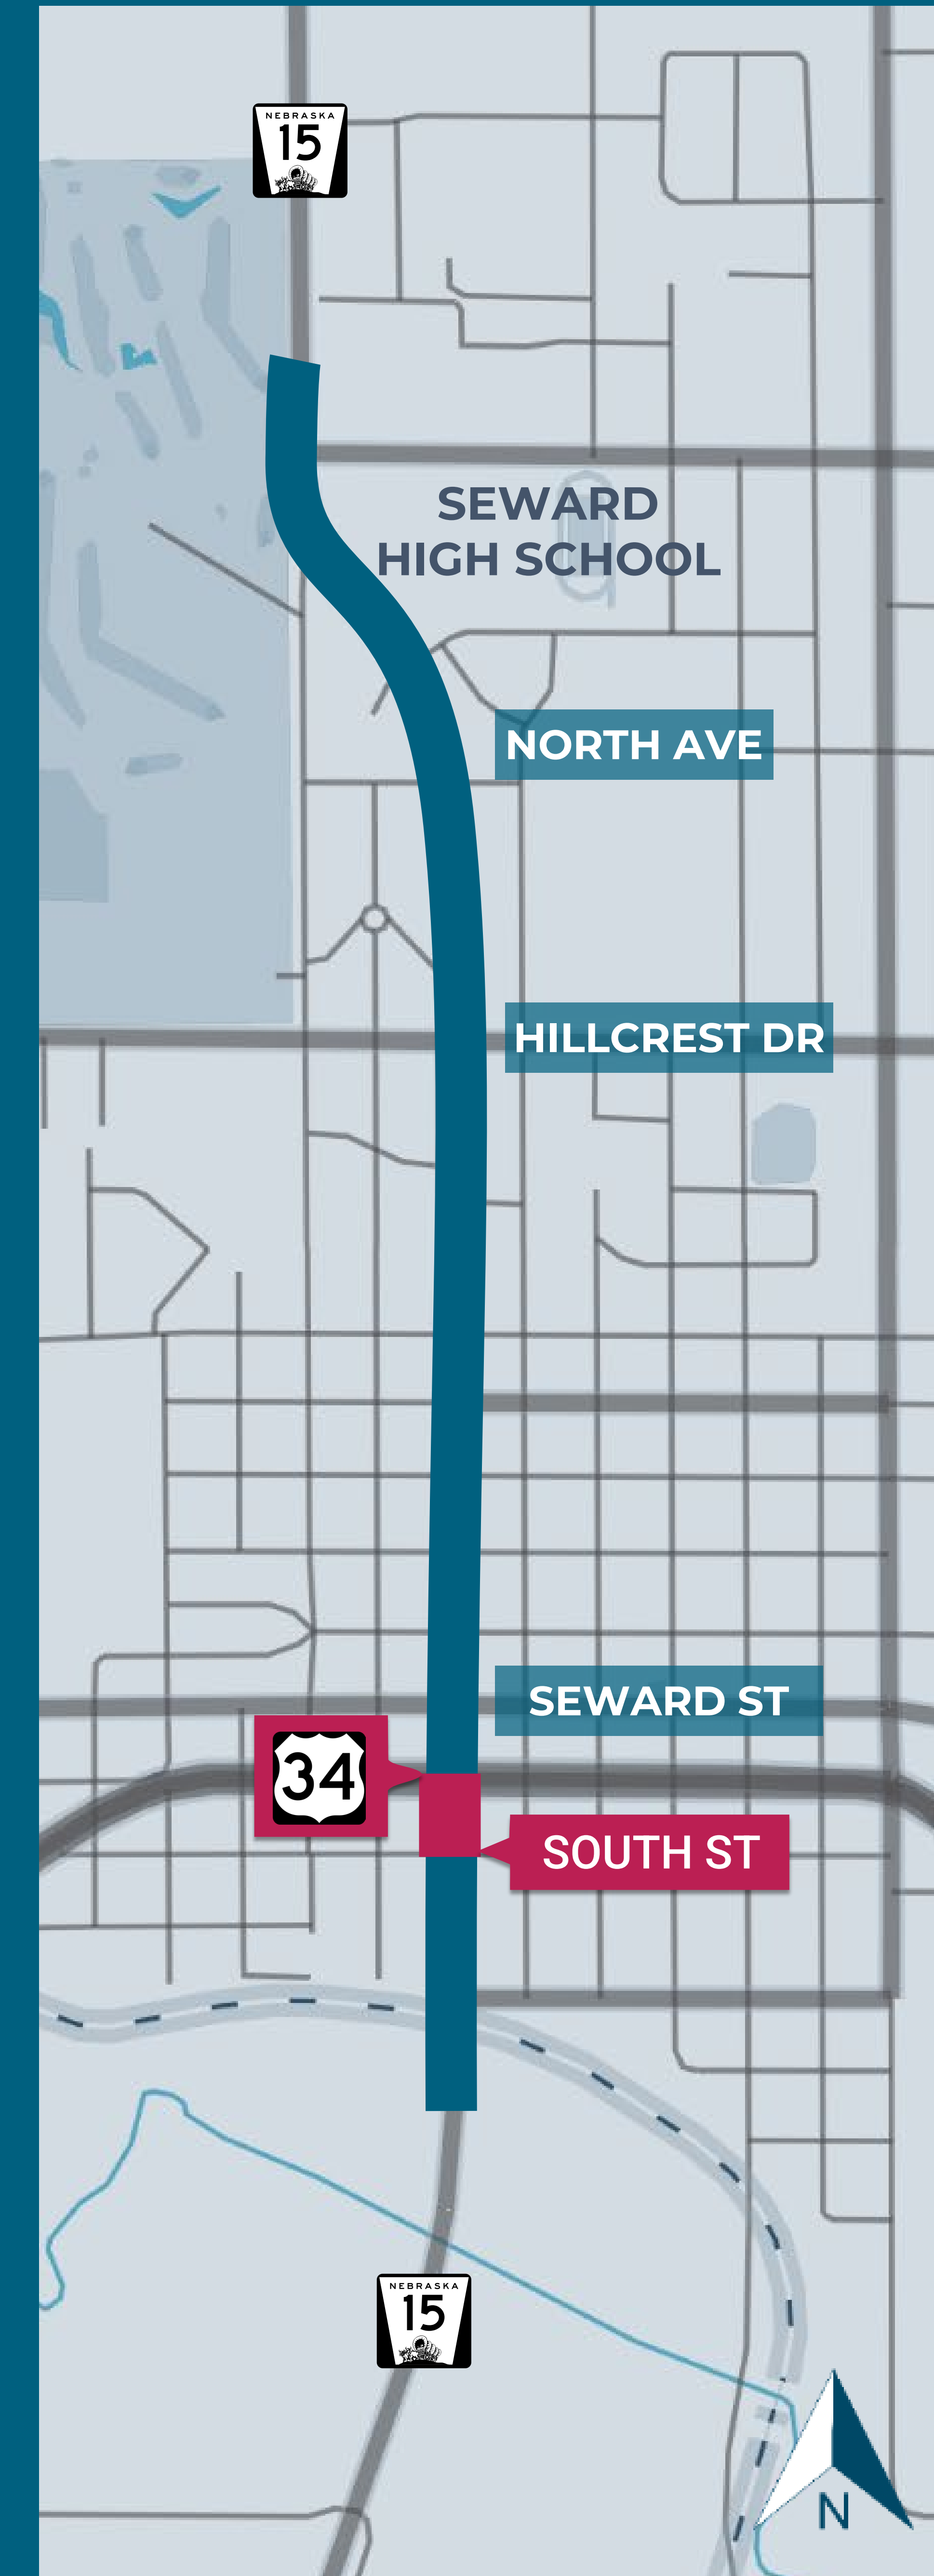 NEBRASKA
15
SEWARD
HIGH SCHOOL
NORTH AVE
HILLCREST DR
SEWARD ST
34
SOUTH ST
NEBRASKA
15
N